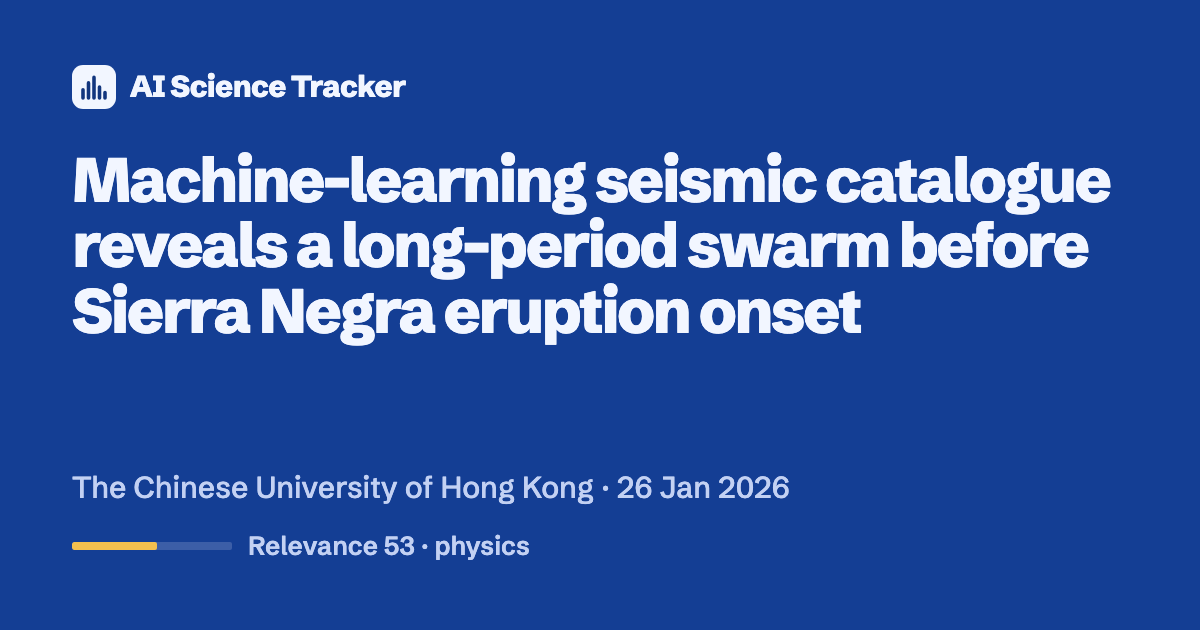 AI Science Tracker
Machine-learning seismic catalogue
reveals a long-period swarm before
Sierra Negra eruption onset
The Chinese University of Hong Kong · 26 Jan 2026
Relevance 53 · physics